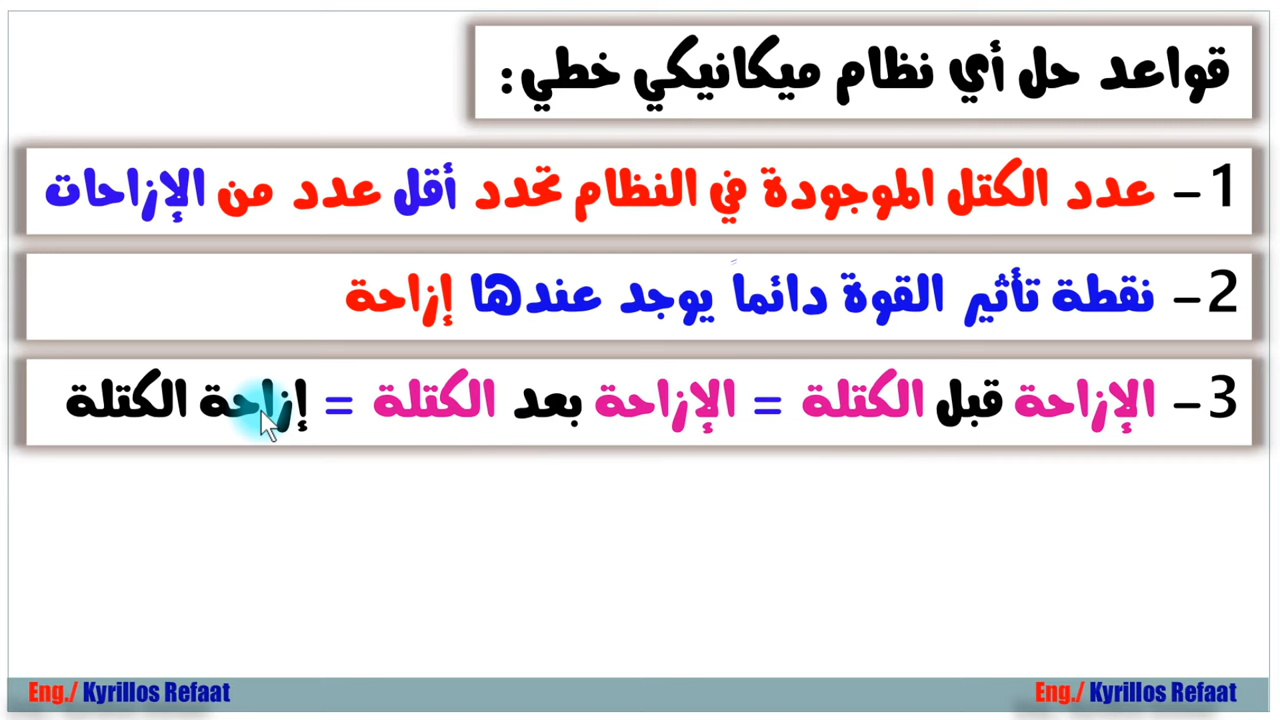 قواعد حل أي نظام ميكانيكي خطي:
1- عدد الكتل الموجودة في النظام تحدد أقل عدد من الإزاحات
2- نقطة تأثير القوة دائماً يوجد عندها إزاحة
3- الإزاحة قبل الكتلة = الإزاحة بعد الكتلة = إزاحة الكتلة
Eng./ Kyrillos Refaat
Eng./ Kyrillos Refaat